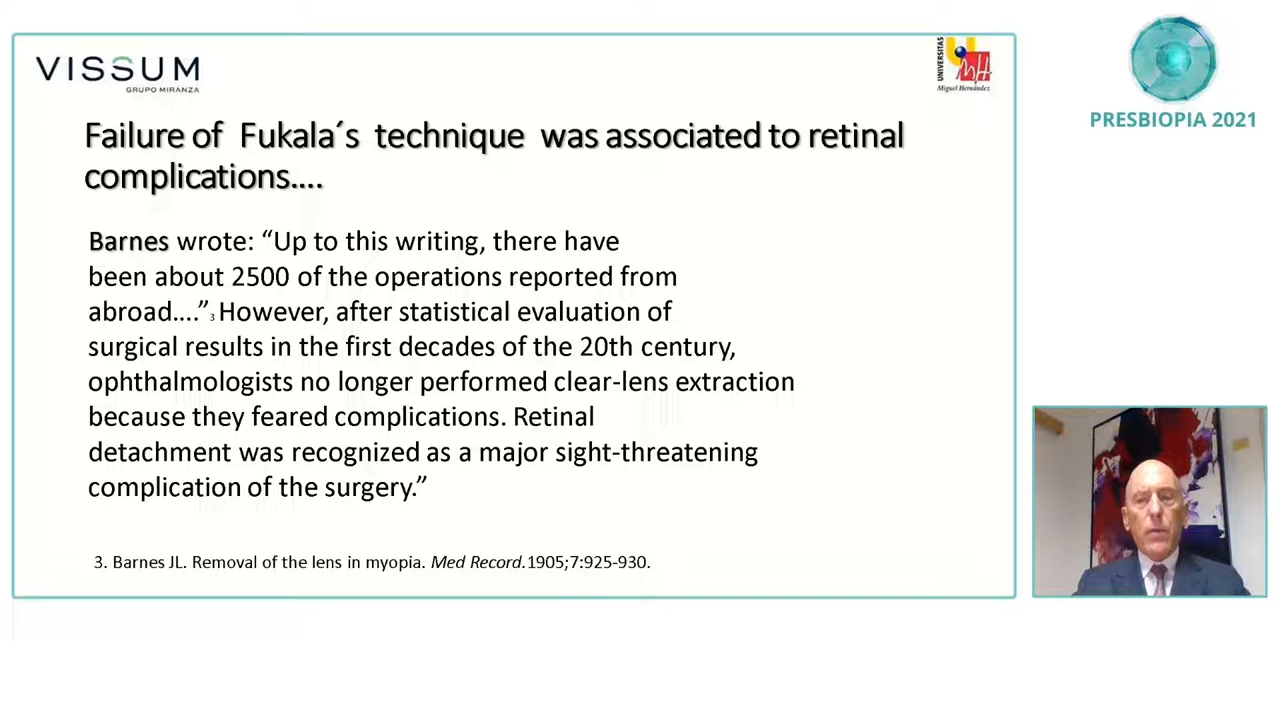 VISSUM
GRUPO MIRANZA
UNIVERSITAS
Miguel Hernández
PRESBIOPIA 2021
Failure of Fukala´s technique was associated to retinal
complications....
Barnes wrote: “Up to this writing, there have
been about 2500 of the operations reported from
abroad....”3 However, after statistical evaluation of
surgical results in the first decades of the 20th century,
ophthalmologists no longer performed clear-lens extraction
because they feared complications. Retinal
detachment was recognized as a major sight-threatening
complication of the surgery.”
3. Barnes JL. Removal of the lens in myopia. Med Record.1905;7:925-930.